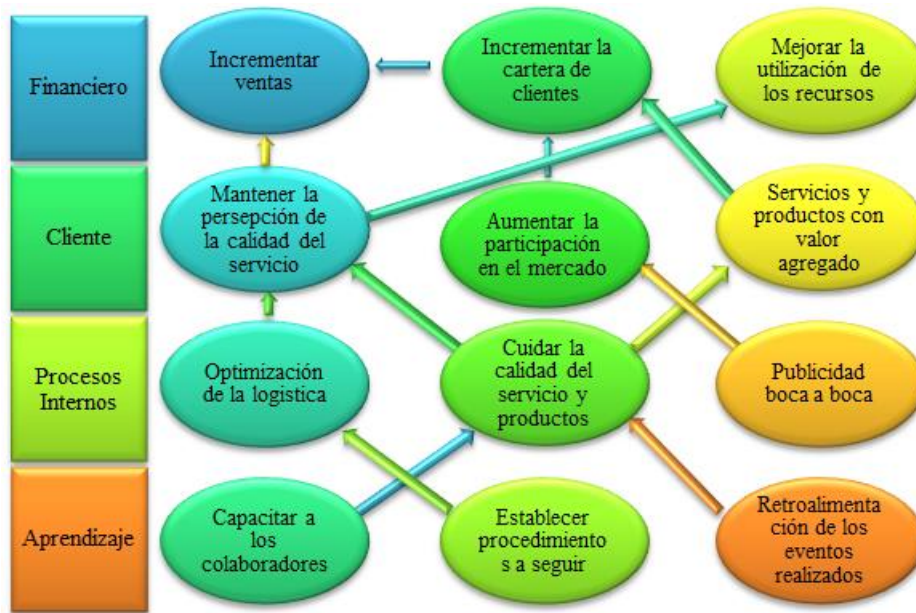 Financiero
Incrementar
ventas
Incrementar la
cartera de
clientes
Mejorar la
utilización de
los recursos
Cliente
Mantener la
persepción de
la calidad del
servicio
Aumentar la
participación
en el mercado
Servicios y
productos con
valor
agregado
Procesos
Internos
Optimización
de la logistica
Cuidar la
calidad del
servicio y
productos
Publicidad
boca a boca
Aprendizaje
Capacitar a
los
colaboradores
Establecer
procedimiento
s a seguir
Retroalimenta
ción de los
eventos
realizados